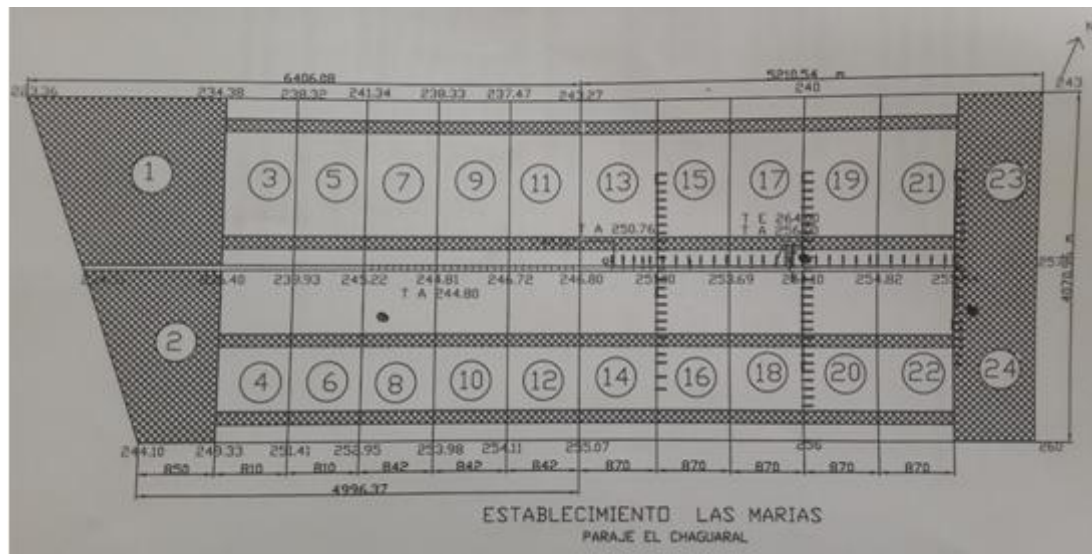 N
6406.08 5210.54 m
223.36 234.38 238.32 241.34 238.33 237.47 243.27 240 243
1 3 5 7 9 11 13 15 17 19 21 23
T E
T A 250.76 T A
239.93 245.22 244.81 246.72 246.80 254.82
T A 244.80
2 4 6 8 10 12 14 16 18 20 22 24
244.10 251.41 252.95 253.98 254.11 255.07 256 260
850 810 810 842 842 842 870 870 870 870 870
4996.37
ESTABLECIMIENTO LAS MARIAS
PARAJE EL CHAGUARAL